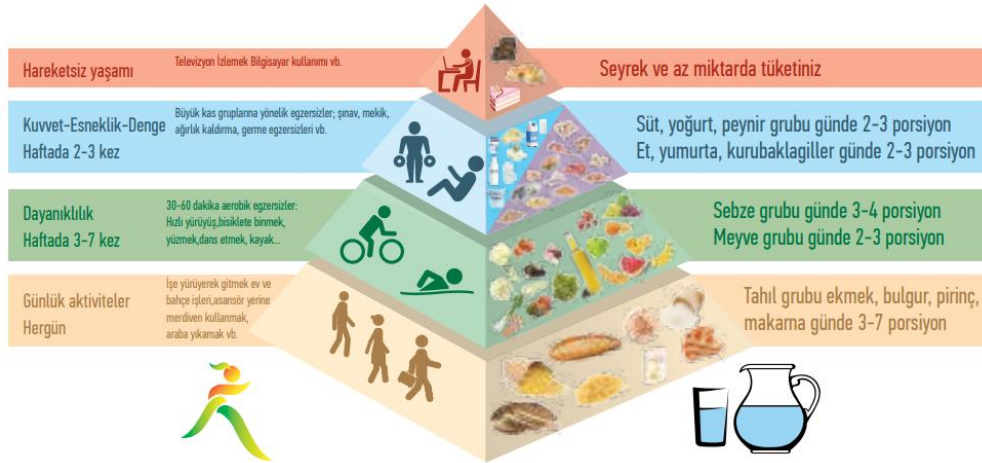 Hareketsiz yaşamı
Televizyon İzlemek Bilgisayar kullanımı vb.
Seyrek ve az miktarda tüketiniz
Kuvvet-Esneklik-Denge
Haftada 2-3 kez
Büyük kas gruplarına yönelik egzersizler; şınav, mekik,
ağırlık kaldırma, germe egzersizleri vb.
Süt, yoğurt, peynir grubu günde 2-3 porsiyon
Et, yumurta, kurubaklagiller günde 2-3 porsiyon
Dayanıklılık
Haftada 3-7 kez
30-60 dakika aerobik egzersizler:
Hızlı yürüyüş,bisiklete binmek,
yüzmek,dans etmek, kayak...
Sebze grubu günde 3-4 porsiyon
Meyve grubu günde 2-3 porsiyon
Günlük aktiviteler
Hergün
İşe yürüyerek gitmek ev ve
bahçe işleri,asansör yerine
merdiven kullanmak,
araba yıkamak vb.
Tahıl grubu ekmek, bulgur, pirinç,
makarna günde 3-7 porsiyon